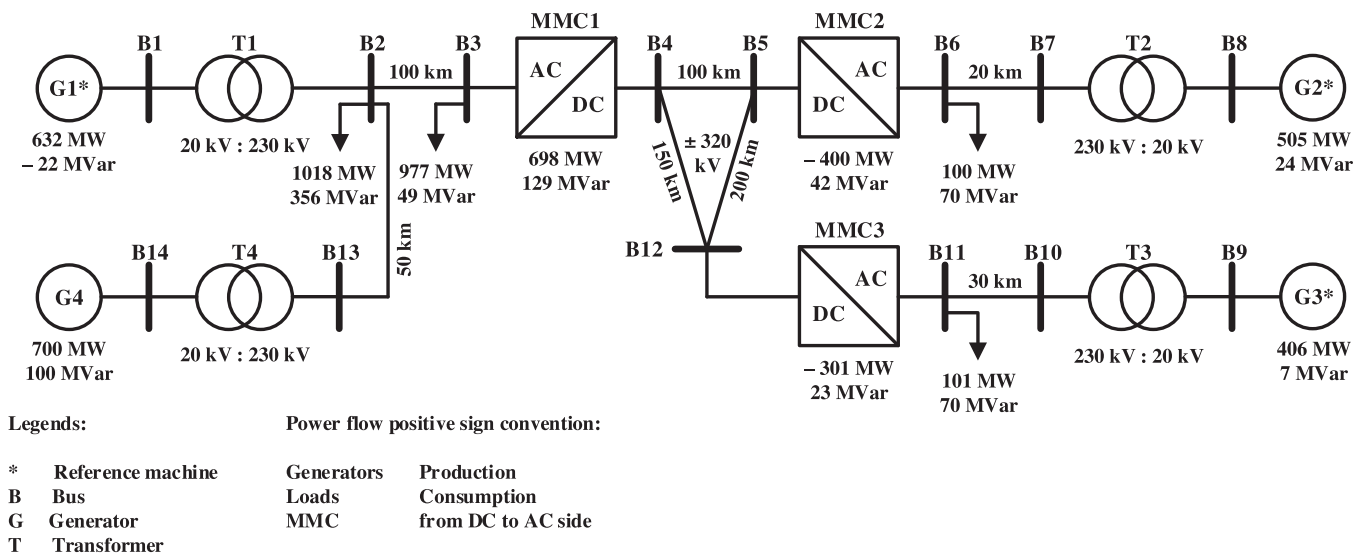 MMC1
MMC2
B1
T1
B2
B3
B4
B5
B6
B7
T2
B8
G1*
100 km
AC
DC
100 km
AC
DC
20 km
G2*
632 MW
– 22 MVar
20 kV : 230 kV
1018 MW
356 MVar
977 MW
49 MVar
698 MW
129 MVar
150 km
± 320
kV
200 km
– 400 MW
42 MVar
100 MW
70 MVar
230 kV : 20 kV
505 MW
24 MVar
MMC3
B14
T4
B13
50 km
B12
B11
B10
T3
B9
G4
AC
DC
30 km
G3*
700 MW
100 MVar
20 kV : 230 kV
– 301 MW
23 MVar
101 MW
70 MVar
230 kV : 20 kV
406 MW
7 MVar
Legends:
Power flow positive sign convention:
* Reference machine
Generators Production
B Bus
Loads Consumption
G Generator
MMC from DC to AC side
T Transformer